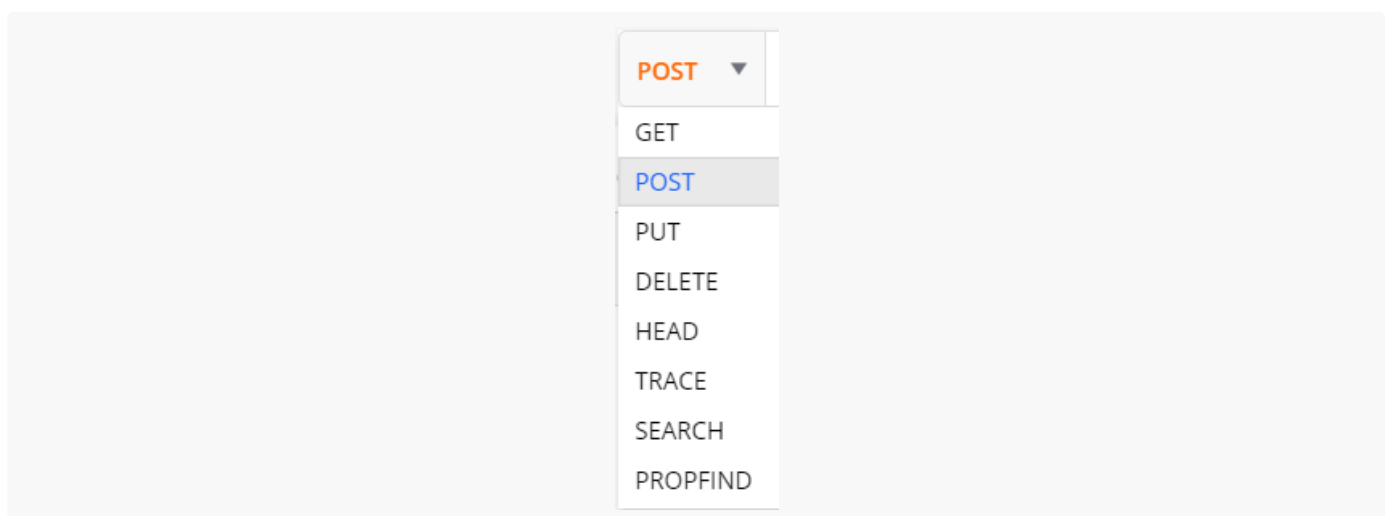 POST
GET
POST
PUT
DELETE
HEAD
TRACE
SEARCH
PROPFIND